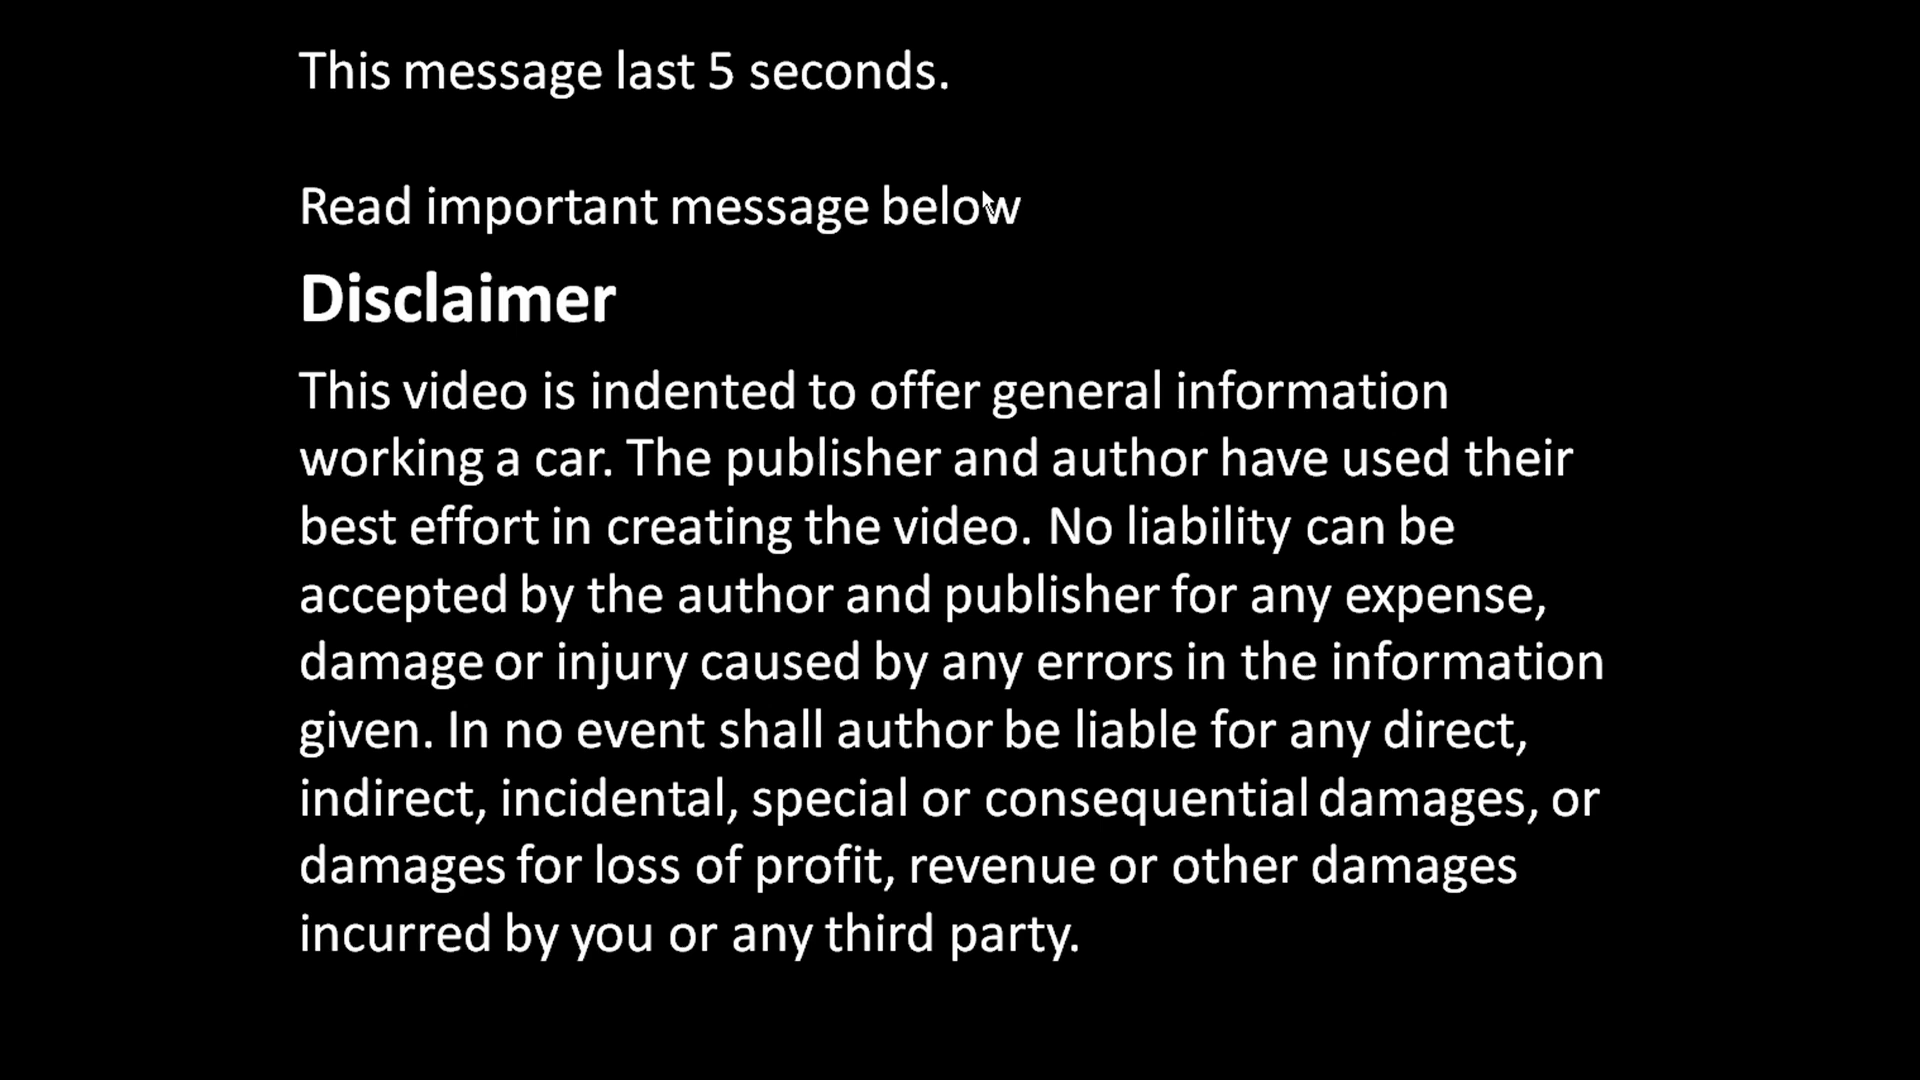 This message last 5 seconds.
Read important message below
Disclaimer
This video is indented to offer general information
working a car. The publisher and author have used their
best effort in creating the video. No liability can be
accepted by the author and publisher for any expense,
damage or injury caused by any errors in the information
given. In no event shall author be liable for any direct,
indirect, incidental, special or consequential damages, or
damages for loss of profit, revenue or other damages
incurred by you or any third party.